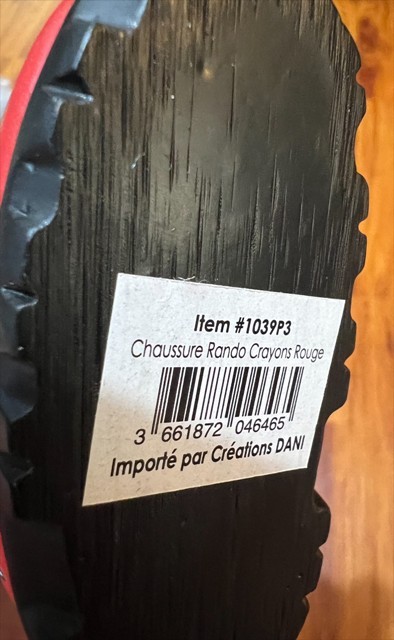 Item #1039P3
Chaussure Rando Crayons Rouge
3 661872 046465
Importé par Créations DANI